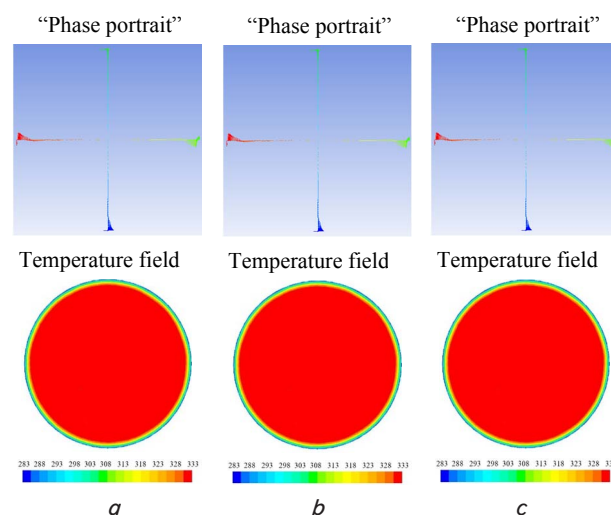 “Phase portrait” “Phase portrait” “Phase portrait”
Temperature field Temperature field Temperature field
283 288 293 298 303 308 313 318 323 328 333 283 288 293 298 303 308 313 318 323 328 333 283 288 293 298 303 308 313 318 323 328 33
a b c